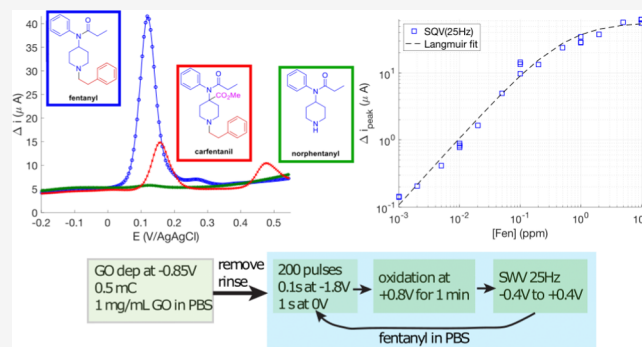 Δ i (μ A)
40
35
30
25
20
15
10
5
0
-0.2
-0.1
0
0.1
0.2
0.3
0.4
0.5
E (V/AgAgCl)
N
O
N
fentanyl
N
O
CO₂Me
N
carfentanil
N
O
N
H
norphentanyl
SQV(25Hz)
Langmuir fit
Δ i peak (μ A)
10¹
10⁰
10⁻¹
10⁻³
10⁻²
10⁻¹
10⁰
10¹
[Fen] (ppm)
GO dep at -0.85V
0.5 mC
1 mg/mL GO in PBS
remove
rinse
200 pulses
0.1s at -1.8V
1 s at 0V
oxidation at
+0.8V for 1 min
SWV 25Hz
-0.4V to +0.4V
fentanyl in PBS